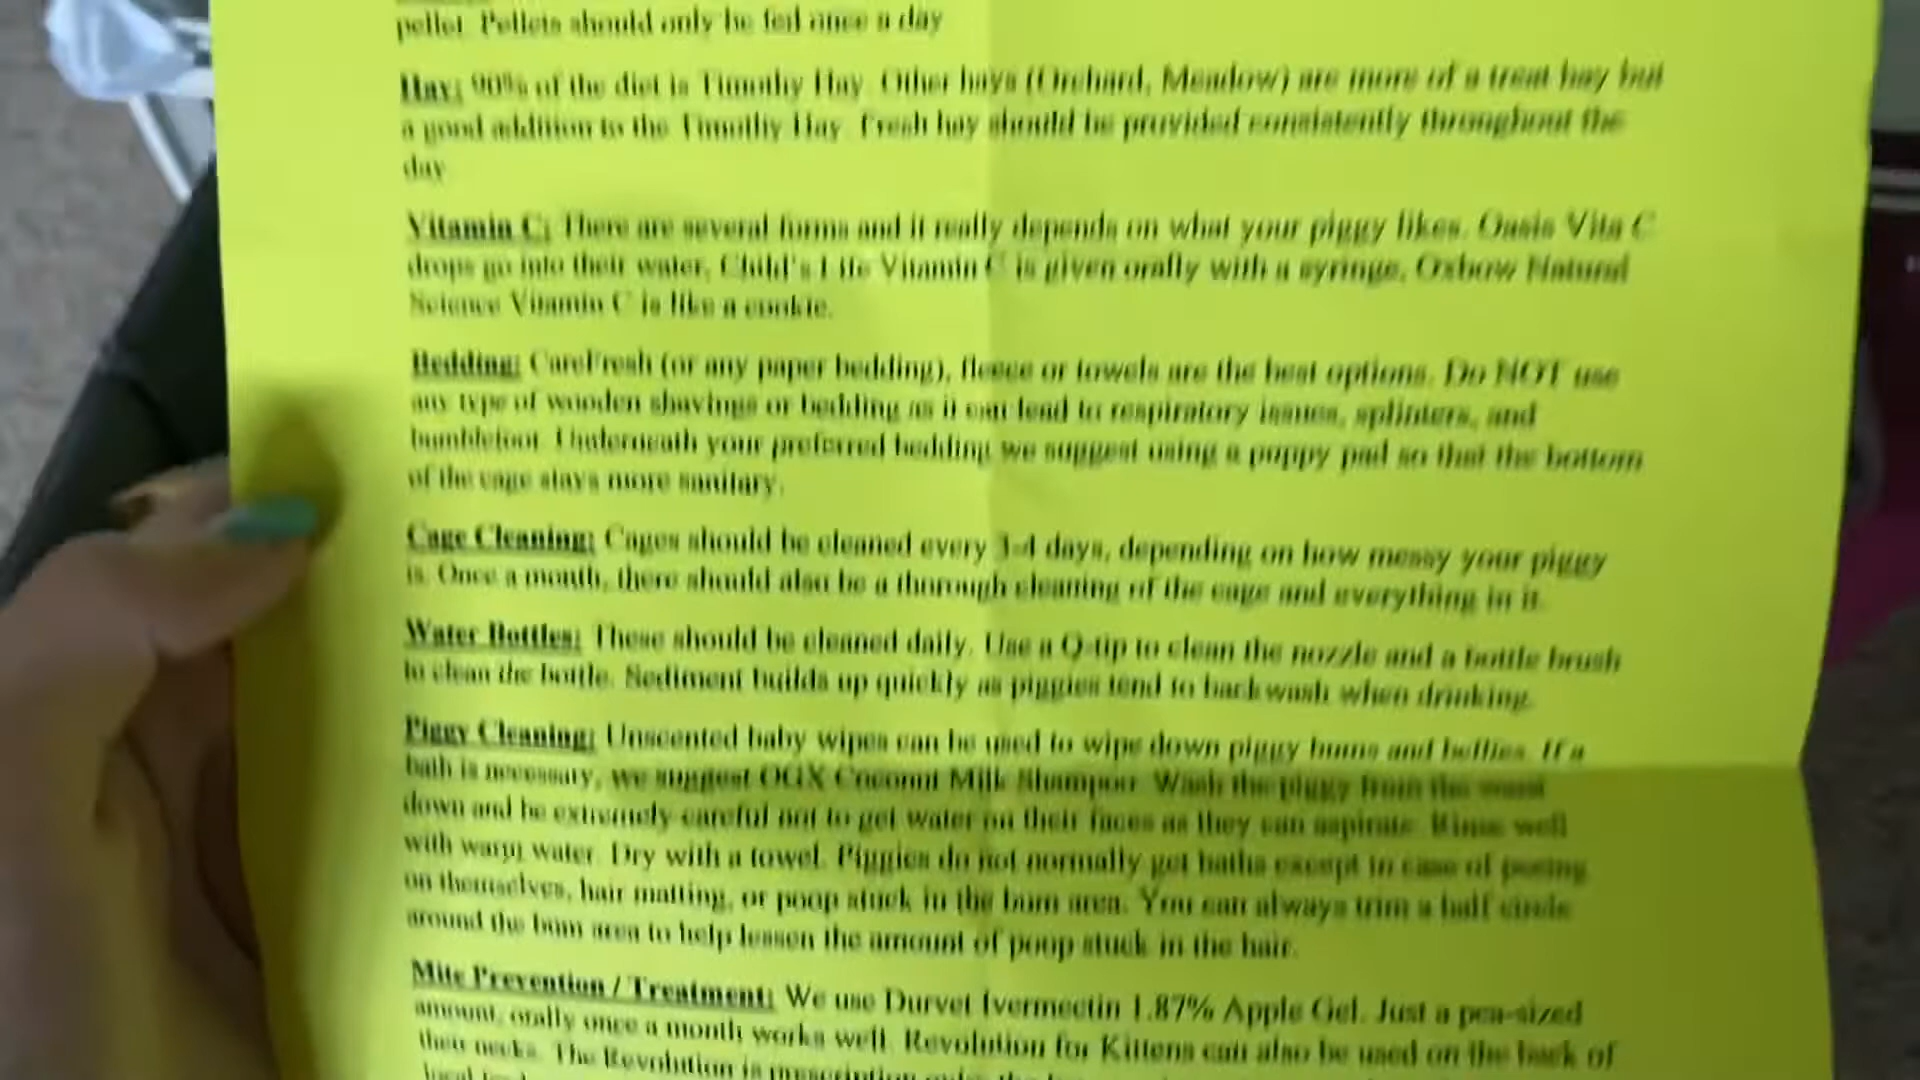 pellet. Pellets should only be fed once a day
Hay: 90% of the diet is Timothy Hay. Other hays (Orchard, Meadow) are more of a treat hay but
a good addition to the Timothy Hay. Fresh hay should be provided consistently throughout the
day
Vitamin C: There are several forms and it really depends on what your piggy likes. Oasis Vita C
drops go into their water, Child's Life Vitamin C is given orally with a syringe, Oxbow Natural
Science Vitamin C is like a cookie.
Bedding: CareFresh (or any paper bedding), fleece or towels are the best options. Do NOT use
any type of wooden shavings or bedding as it can lead to respiratory issues, splinters, and
bumblefoot. Underneath your preferred bedding we suggest using a puppy pad so that the bottom
of the cage stays more sanitary.
Cage Cleaning: Cages should be cleaned every 3-4 days, depending on how messy your piggy
is. Once a month, there should also be a thorough cleaning of the cage and everything in it.
Water Bottles: These should be cleaned daily. Use a Q-tip to clean the nozzle and a bottle brush
to clean the bottle. Sediment builds up quickly as piggies tend to backwash when drinking.
Piggy Cleaning: Unscented baby wipes can be used to wipe down piggy bums and bellies. If a
bath is necessary, we suggest OGX Coconut Milk Shampoo. Wash the piggy from the waist
down and be extremely careful not to get water on their faces as they can aspirate. Rinse well
with warm water. Dry with a towel. Piggies do not normally get baths except in case of peeing
on themselves, hair matting, or poop stuck in the bum area. You can always trim a half circle
around the bum area to help lessen the amount of poop stuck in the hair.
Mite Prevention / Treatment: We use Durvet Ivermectin 1.87% Apple Gel. Just a pea-sized
amount, orally once a month works well. Revolution for Kittens can also be used on the back of
their necks. The Revolution is prescription